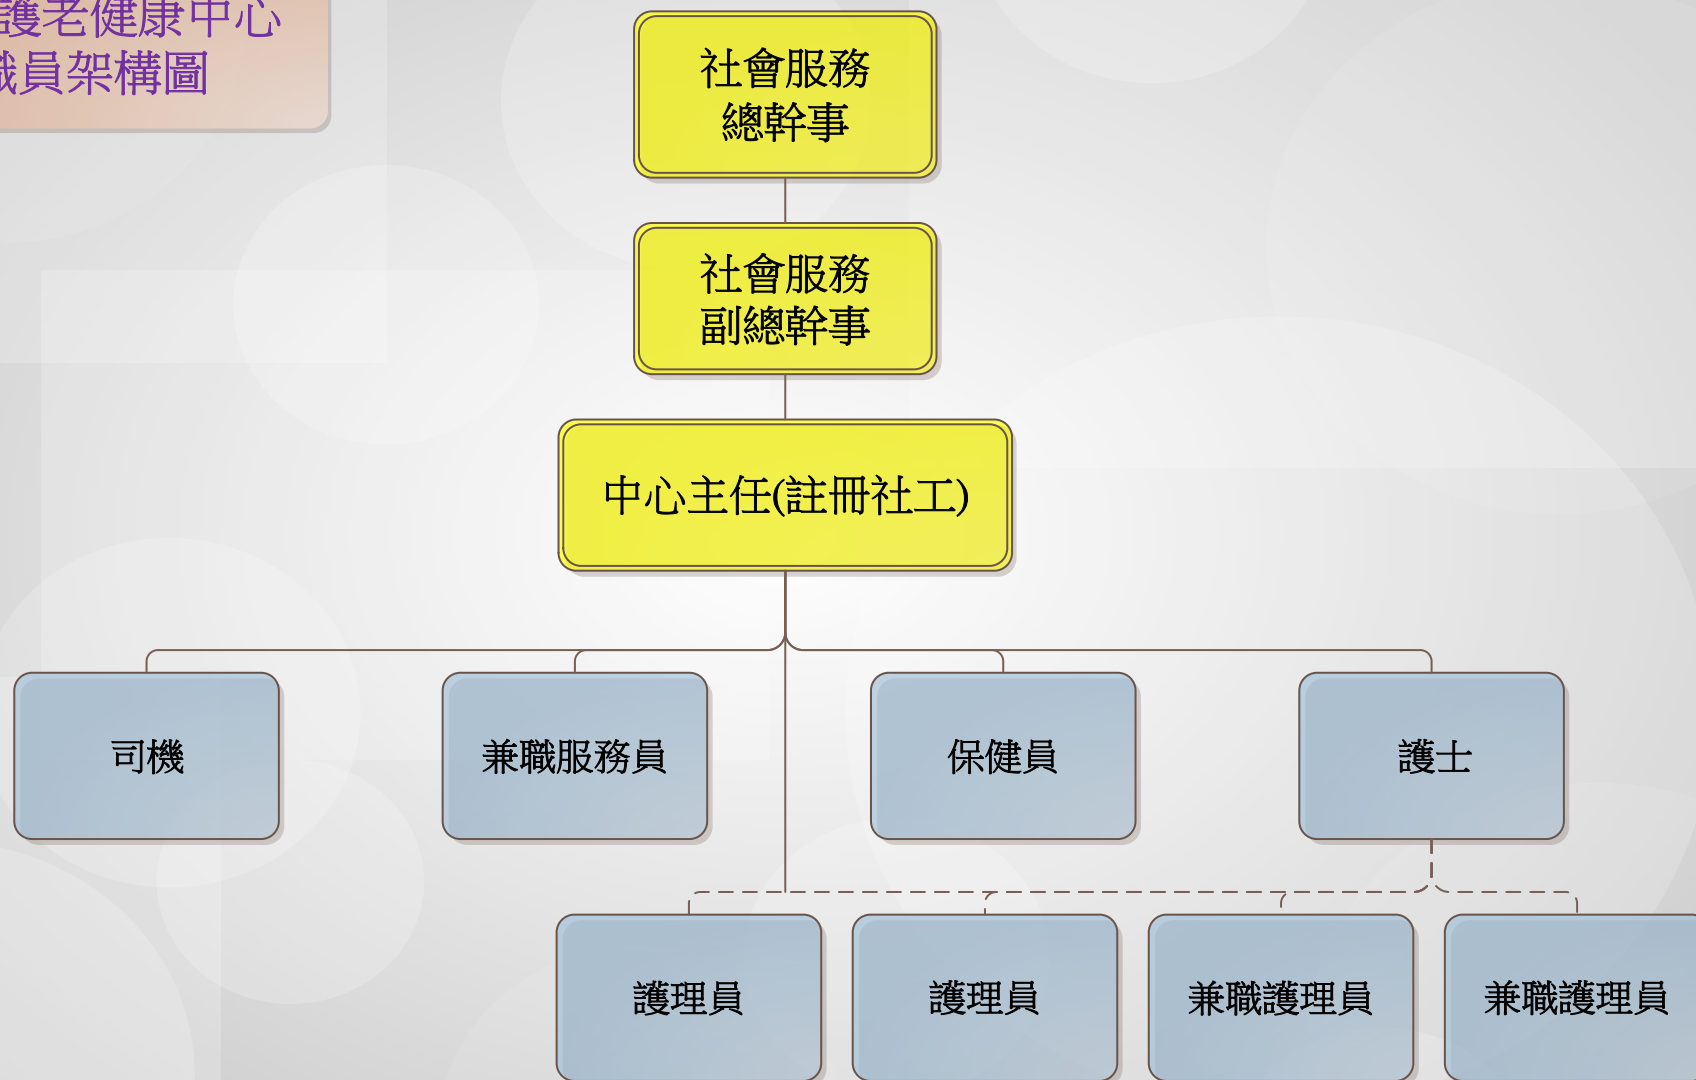 護老健康中心
職員架構圖
社會服務
總幹事
社會服務
副總幹事
中心主任(註冊社工)
司機
兼職服務員
保健員
護士
護理員
護理員
兼職護理員
兼職護理員